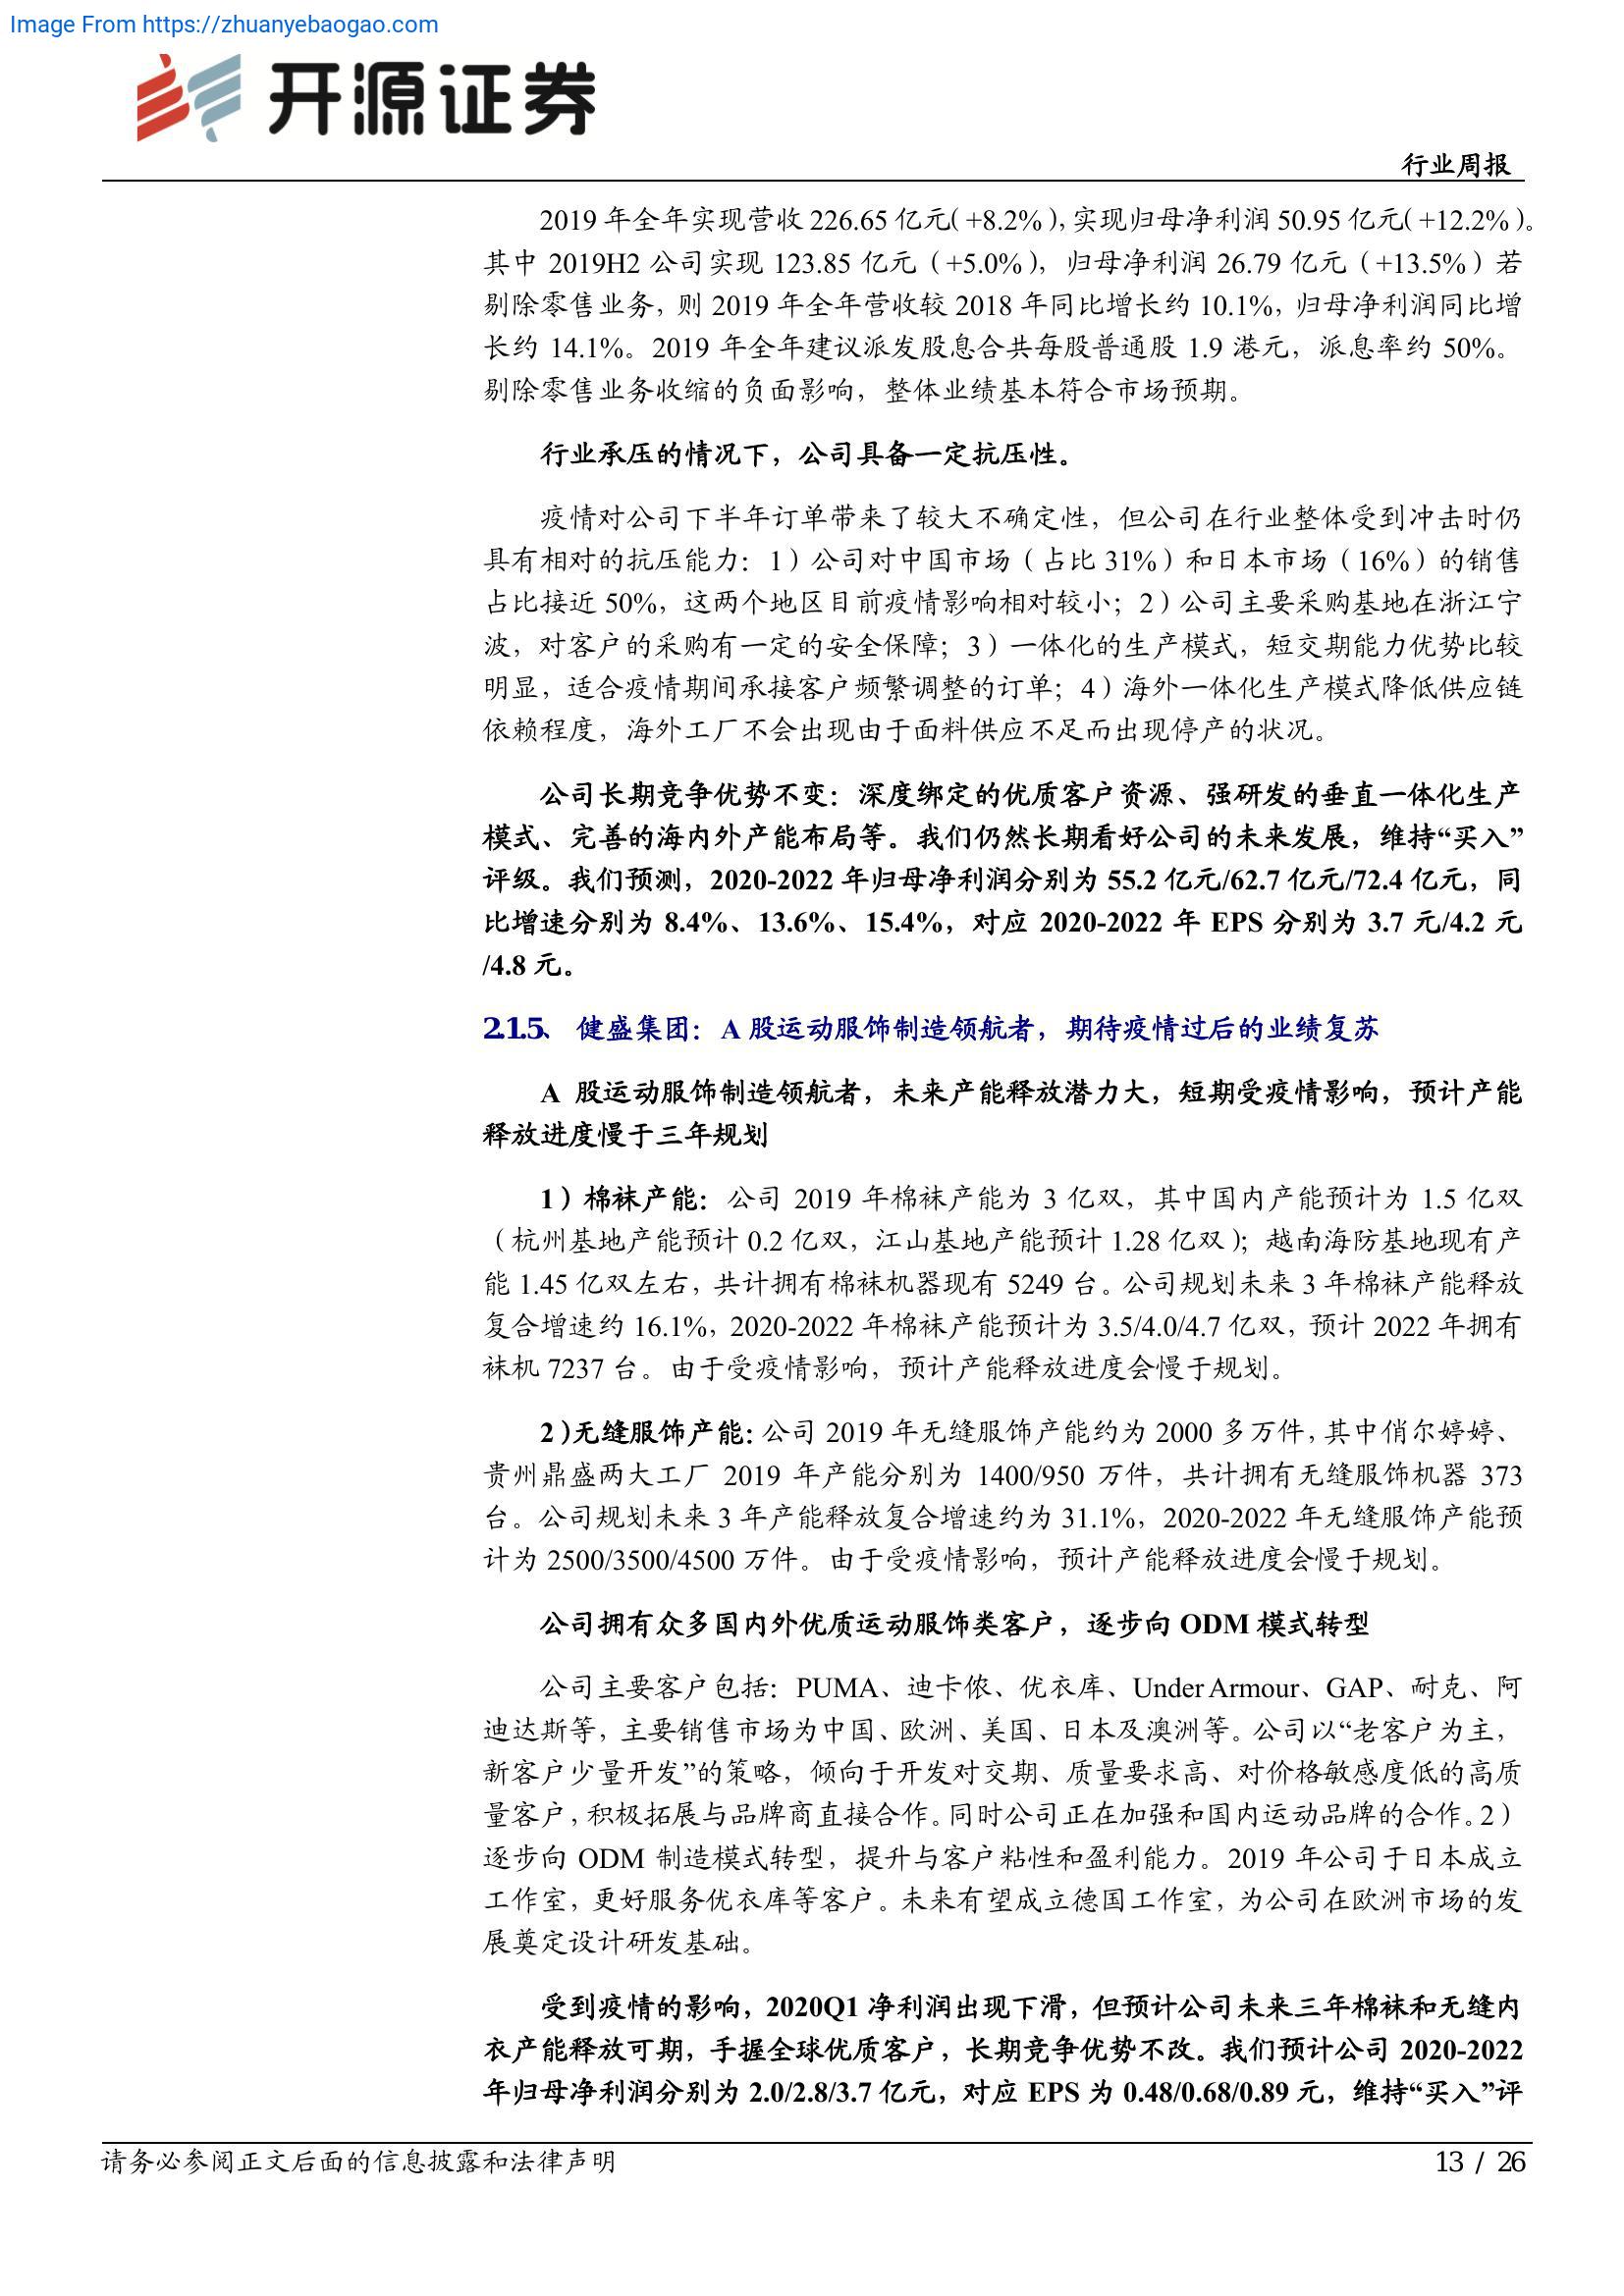 Image From https://zhuanyebaogao.com
开源证券
行业周报
2019 年全年实现营收 226.65 亿元（+8.2%），实现归母净利润 50.95 亿元（+12.2%）。
其中 2019H2 公司实现 123.85 亿元（+5.0%），归母净利润 26.79 亿元（+13.5%）若
剔除零售业务，则 2019 年全年营收较 2018 年同比增长约 10.1%，归母净利润同比增
长约 14.1%。2019 年全年建议派发股息合共每股普通股 1.9 港元，派息率约 50%。
剔除零售业务收缩的负面影响，整体业绩基本符合市场预期。
行业承压的情况下，公司具备一定抗压性。
疫情对公司下半年订单带来了较大不确定性，但公司在行业整体受到冲击时仍
具有相对的抗压能力：1）公司对中国市场（占比 31%）和日本市场（16%）的销售
占比接近 50%，这两个地区目前疫情影响相对较小；2）公司主要采购基地在浙江宁
波，对客户的采购有一定的安全保障；3）一体化的生产模式，短交期能力优势比较
明显，适合疫情期间承接客户频繁调整的订单；4）海外一体化生产模式降低供应链
依赖程度，海外工厂不会出现由于面料供应不足而出现停产的状况。
公司长期竞争优势不变：深度绑定的优质客户资源、强研发的垂直一体化生产
模式、完善的海内外产能布局等。我们仍然长期看好公司的未来发展，维持“买入”
评级。我们预测，2020-2022 年归母净利润分别为 55.2 亿元/62.7 亿元/72.4 亿元，同
比增速分别为 8.4%、13.6%、15.4%，对应 2020-2022 年 EPS 分别为 3.7 元/4.2 元
/4.8 元。
2.1.5、 健盛集团：A 股运动服饰制造领航者，期待疫情过后的业绩复苏
A 股运动服饰制造领航者，未来产能释放潜力大，短期受疫情影响，预计产能
释放进度慢于三年规划
1）棉袜产能：公司 2019 年棉袜产能为 3 亿双，其中国内产能预计为 1.5 亿双
（杭州基地产能预计 0.2 亿双，江山基地产能预计 1.28 亿双）；越南海防基地现有产
能 1.45 亿双左右，共计拥有棉袜机器现有 5249 台。公司规划未来 3 年棉袜产能释放
复合增速约 16.1%，2020-2022 年棉袜产能预计为 3.5/4.0/4.7 亿双，预计 2022 年拥有
袜机 7237 台。由于受疫情影响，预计产能释放进度会慢于规划。
2）无缝服饰产能：公司 2019 年无缝服饰产能约为 2000 多万件，其中俏尔婷婷、
贵州鼎盛两大工厂 2019 年产能分别为 1400/950 万件，共计拥有无缝服饰机器 373
台。公司规划未来 3 年产能释放复合增速约为 31.1%，2020-2022 年无缝服饰产能预
计为 2500/3500/4500 万件。由于受疫情影响，预计产能释放进度会慢于规划。
公司拥有众多国内外优质运动服饰类客户，逐步向 ODM 模式转型
公司主要客户包括：PUMA、迪卡侬、优衣库、Under Armour、GAP、耐克、阿
迪达斯等，主要销售市场为中国、欧洲、美国、日本及澳洲等。公司以“老客户为主，
新客户少量开发”的策略，倾向于开发对交期、质量要求高、对价格敏感度低的高质
量客户，积极拓展与品牌商直接合作。同时公司正在加强和国内运动品牌的合作。2）
逐步向 ODM 制造模式转型，提升与客户粘性和盈利能力。2019 年公司于日本成立
工作室，更好服务优衣库等客户。未来有望成立德国工作室，为公司在欧洲市场的发
展奠定设计研发基础。
受到疫情的影响，2020Q1 净利润出现下滑，但预计公司未来三年棉袜和无缝内
衣产能释放可期，手握全球优质客户，长期竞争优势不改。我们预计公司 2020-2022
年归母净利润分别为 2.0/2.8/3.7 亿元，对应 EPS 为 0.48/0.68/0.89 元，维持“买入”评
请务必参阅正文后面的信息披露和法律声明
13 / 26